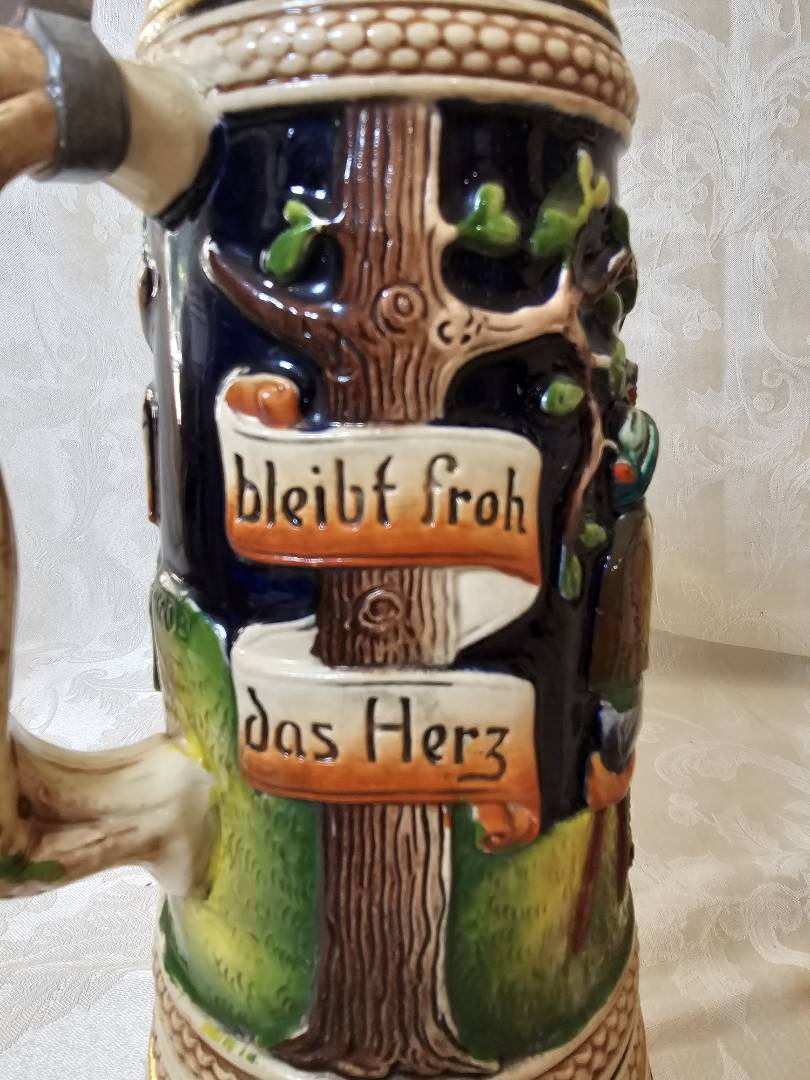 bleibt froh
das Herz